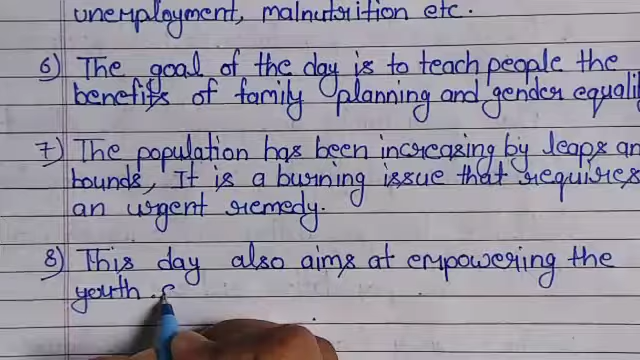 unemployment, malnutrition etc.
6) The goal of the day is to teach people the
benefits of family planning and gender equali
7) The population has been increasing by leaps an
bounds, It is a burning issue that requires
an urgent remedy.
8) This day also aims at empowering the
youth.